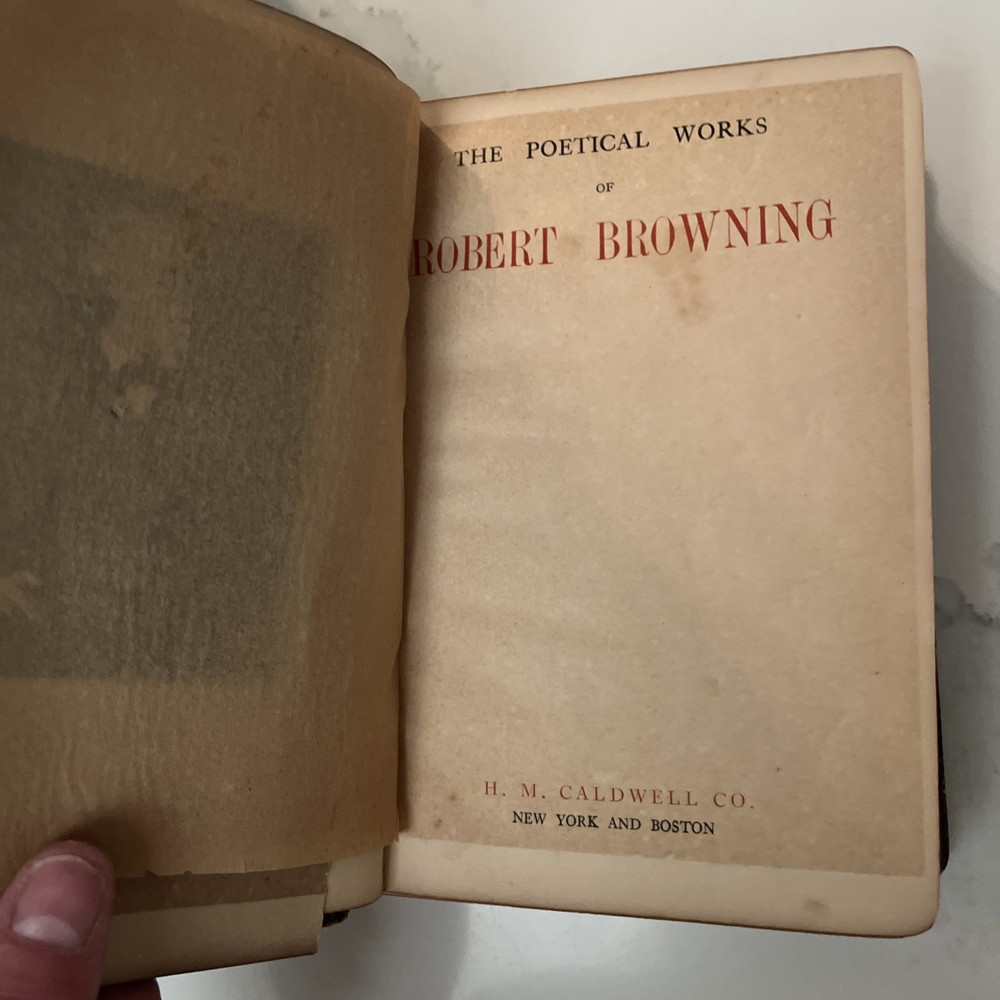 THE POETICAL WORKS
OF
ROBERT BROWNING
H. M. CALDWELL CO.
NEW YORK AND BOSTON